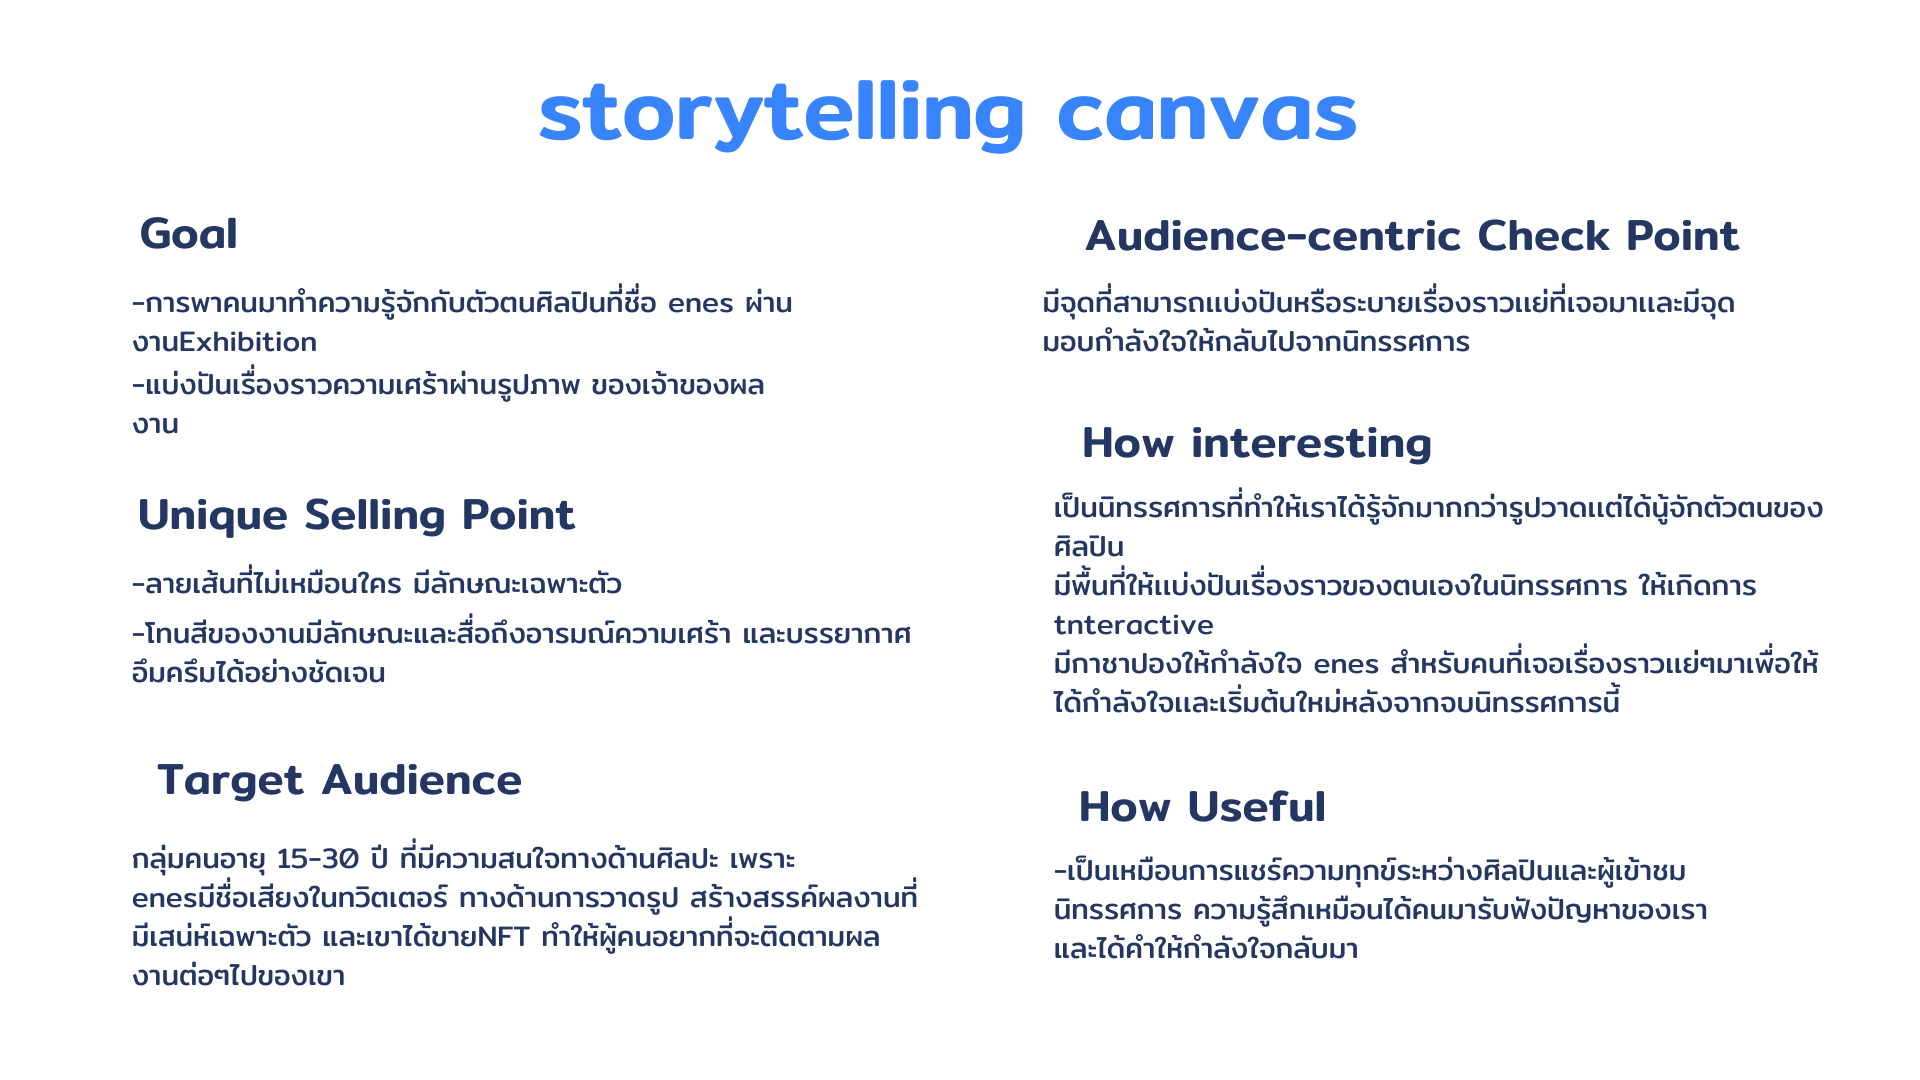 storytelling canvas
Goal
-การพาคนมาทำความรู้จักกับตัวตนศิลปินที่ชื่อ enes ผ่าน
งานExhibition
-แบ่งปันเรื่องราวความเศร้าผ่านรูปภาพ ของเจ้าของผล
งาน
Unique Selling Point
-ลายเส้นที่ไม่เหมือนใคร มีลักษณะเฉพาะตัว
-โทนสีของงานมีลักษณะและสื่อถึงอารมณ์ความเศร้า และบรรยากาศ
อึมครึมได้อย่างชัดเจน
Target Audience
กลุ่มคนอายุ 15-30 ปี ที่มีความสนใจทางด้านศิลปะ เพราะ
enesมีชื่อเสียงในทวิตเตอร์ ทางด้านการวาดรูป สร้างสรรค์ผลงานที่
มีเสน่ห์เฉพาะตัว และเขาได้ขายNFT ทำให้ผู้คนอยากที่จะติดตามผล
งานต่อๆไปของเขา
Audience-centric Check Point
มีจุดที่สามารถแบ่งปันหรือระบายเรื่องราวแย่ที่เจอมาและมีจุด
มอบกำลังใจให้กลับไปจากนิทรรศการ
How interesting
เป็นนิทรรศการที่ทำให้เราได้รู้จักมากกว่ารูปวาดแต่ได้นู้จักตัวตนของ
ศิลปิน
มีพื้นที่ให้แบ่งปันเรื่องราวของตนเองในนิทรรศการ ให้เกิดการ
tnteractive
มีกาชาปองให้กำลังใจ enes สำหรับคนที่เจอเรื่องราวแย่ๆมาเพื่อให้
ได้กำลังใจและเริ่มต้นใหม่หลังจากจบนิทรรศการนี้
How Useful
-เป็นเหมือนการแชร์ความทุกข์ระหว่างศิลปินและผู้เข้าชม
นิทรรศการ ความรู้สึกเหมือนได้คนมารับฟังปัญหาของเรา
และได้คำให้กำลังใจกลับมา